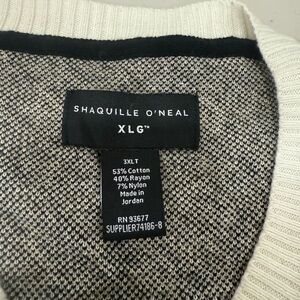 SHAQUILLE O'NEAL
XLG™
3XLT
53% Cotton
40% Rayon
7% Nylon
Made in
Jordan
RN 93677
SUPPLIER74186-8